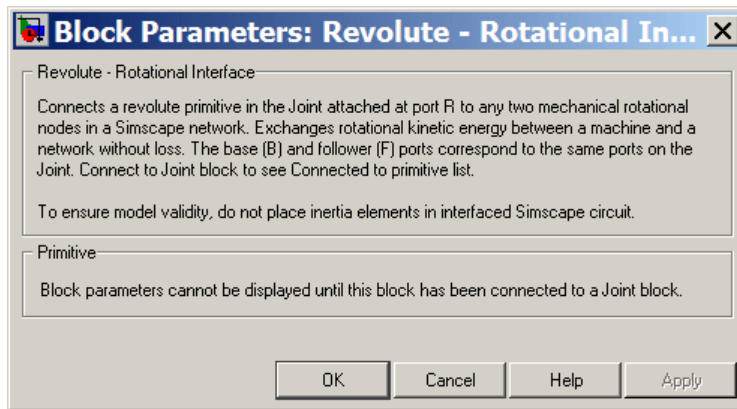 Block Parameters: Revolute - Rotational In...
Revolute - Rotational Interface
Connects a revolute primitive in the Joint attached at port R to any two mechanical rotational
nodes in a Simscape network. Exchanges rotational kinetic energy between a machine and a
network without loss. The base (B) and follower (F) ports correspond to the same ports on the
Joint. Connect to Joint block to see Connected to primitive list.
To ensure model validity, do not place inertia elements in interfaced Simscape circuit.
Primitive
Block parameters cannot be displayed until this block has been connected to a Joint block.
OK Cancel Help Apply